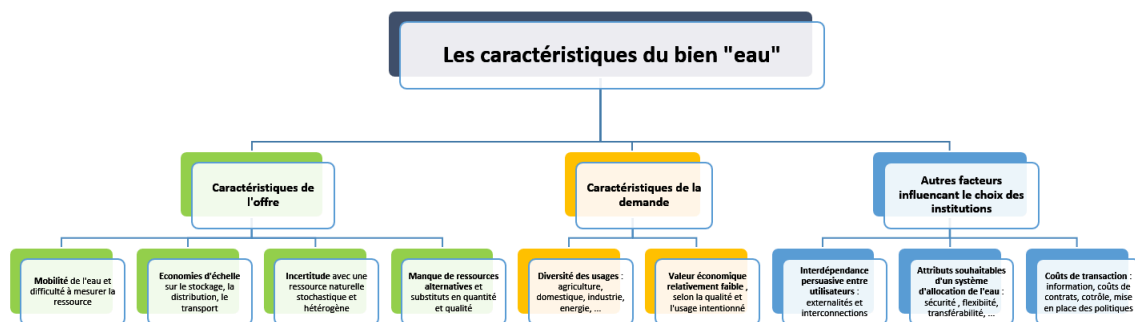 Les caractéristiques du bien "eau"
Caractéristiques de
l'offre
Caractéristiques de la
demande
Autres facteurs
influencant le choix des
institutions
Mobilité de l'eau et
difficulté à mesurer la
ressource
Economies d'échelle
sur le stockage, la
distribution, le
transport
Incertitude avec une
ressource naturelle
stochastique et
hétérogène
Manque de ressources
alternatives et
substituts en quantité
et qualité
Diversité des usages :
agriculture,
domestique, industrie,
energie, ...
Valeur économique
relativement faible ,
selon la qualité et
l'usage intentionné
Interdépendance
persuasive entre
utilisateurs :
externalités et
interconnections
Attributs souhaitables
d'un système
d'allocation de l'eau :
sécurité , flexibiité,
transférabilité, ...
Coûts de transaction :
information, coûts de
contrats, cotrôle, mise
en place des politiques